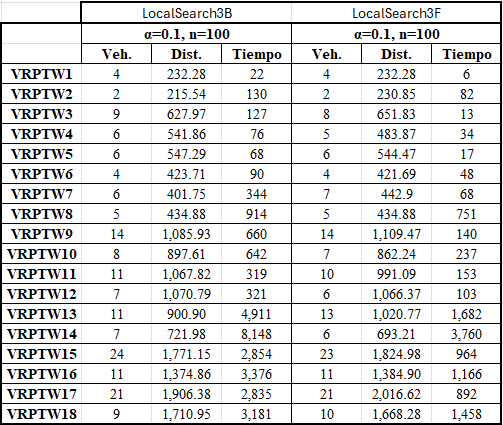 LocalSearch3B LocalSearch3F
α=0.1, n=100 α=0.1, n=100
Veh. Dist. Tiempo Veh. Dist. Tiempo
VRPTW1 4 232.28 22 4 232.28 6
VRPTW2 2 215.54 130 2 230.85 82
VRPTW3 9 627.97 127 8 651.83 13
VRPTW4 6 541.86 76 5 483.87 34
VRPTW5 6 547.29 68 6 544.47 17
VRPTW6 4 423.71 90 4 421.69 48
VRPTW7 6 401.75 344 7 442.9 68
VRPTW8 5 434.88 914 5 434.88 751
VRPTW9 14 1,085.93 660 14 1,109.47 140
VRPTW10 8 897.61 642 7 862.24 237
VRPTW11 11 1,067.82 319 10 991.09 153
VRPTW12 7 1,070.79 321 6 1,066.37 103
VRPTW13 11 900.90 4,911 13 1,020.77 1,682
VRPTW14 7 721.98 8,148 6 693.21 3,760
VRPTW15 24 1,771.15 2,854 23 1,824.98 964
VRPTW16 11 1,374.86 3,376 11 1,384.90 1,166
VRPTW17 21 1,906.38 2,835 21 2,016.62 892
VRPTW18 9 1,710.95 3,181 10 1,668.28 1,458